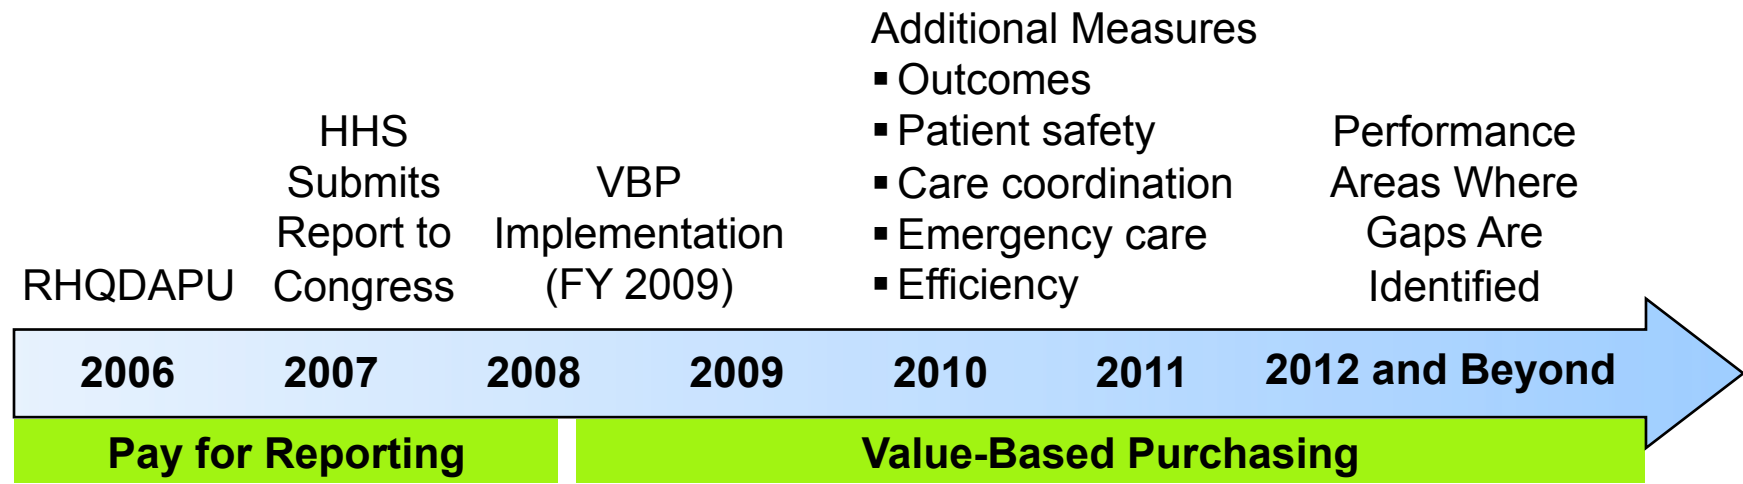 RHQDAPU
HHS
Submits
Report to
Congress
VBP
Implementation
(FY 2009)
Additional Measures
▪ Outcomes
▪ Patient safety
▪ Care coordination
▪ Emergency care
▪ Efficiency
Performance
Areas Where
Gaps Are
Identified
2006 2007 2008 2009 2010 2011 2012 and Beyond
Pay for Reporting Value-Based Purchasing